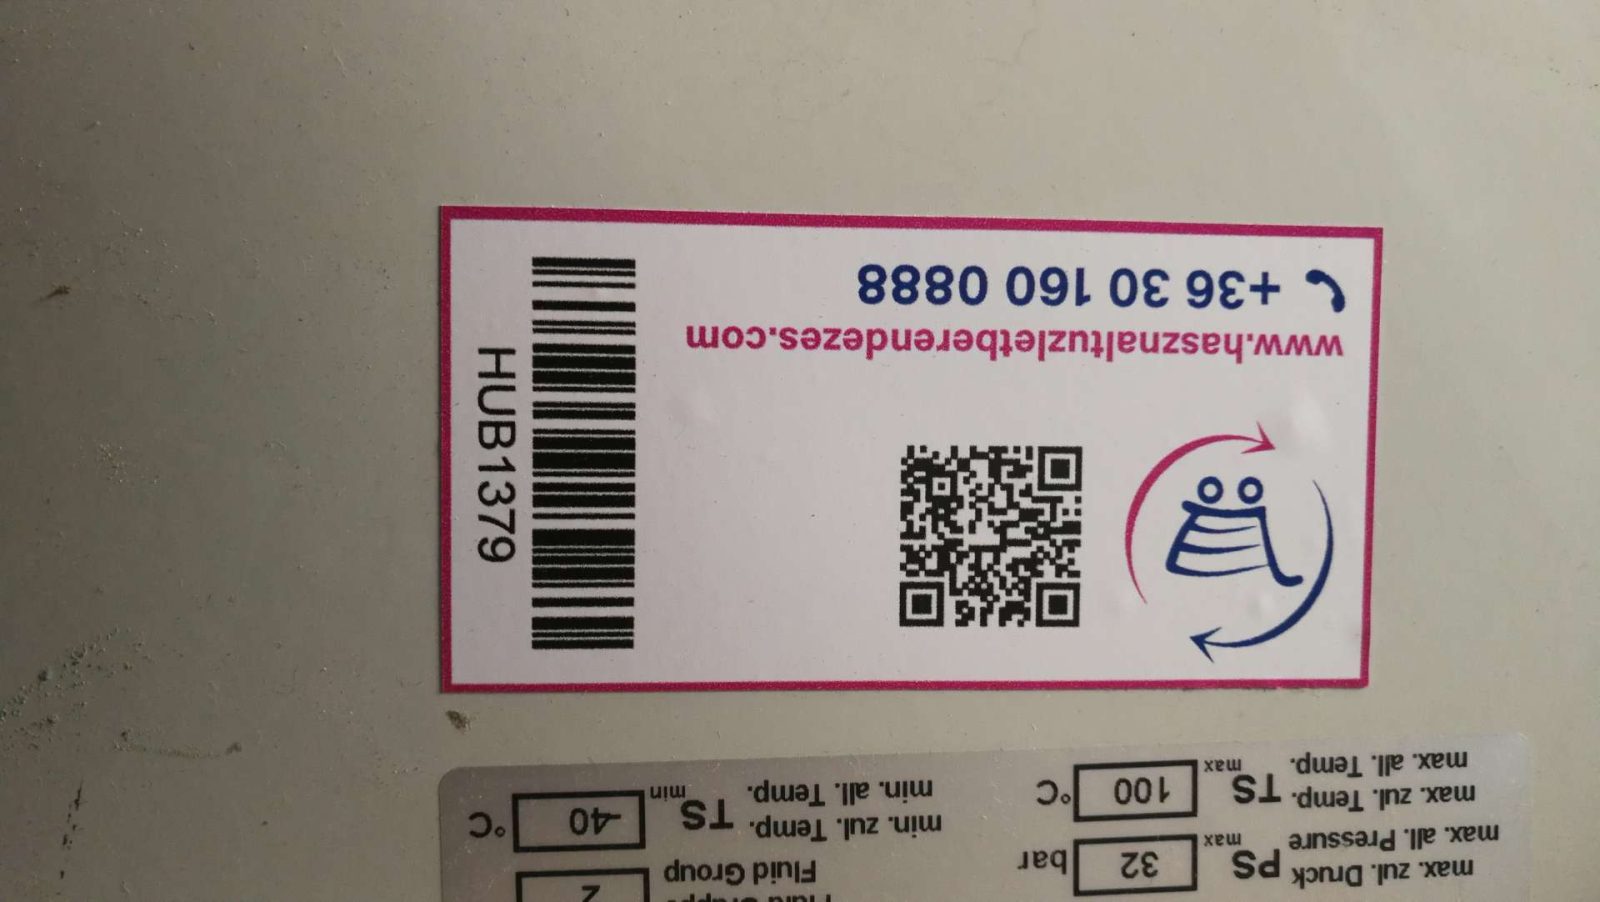 www.hasznaltuzletberendezes.com
+36 30 160 0888
HUB1379
Fluid Group
2
max. zul. Druck
max. all. Pressure
PS max
32
bar
min. zul. Temp.
min. all. Temp.
TS min
-40
°C
max. zul. Temp.
max. all. Temp.
TS max
100
°C